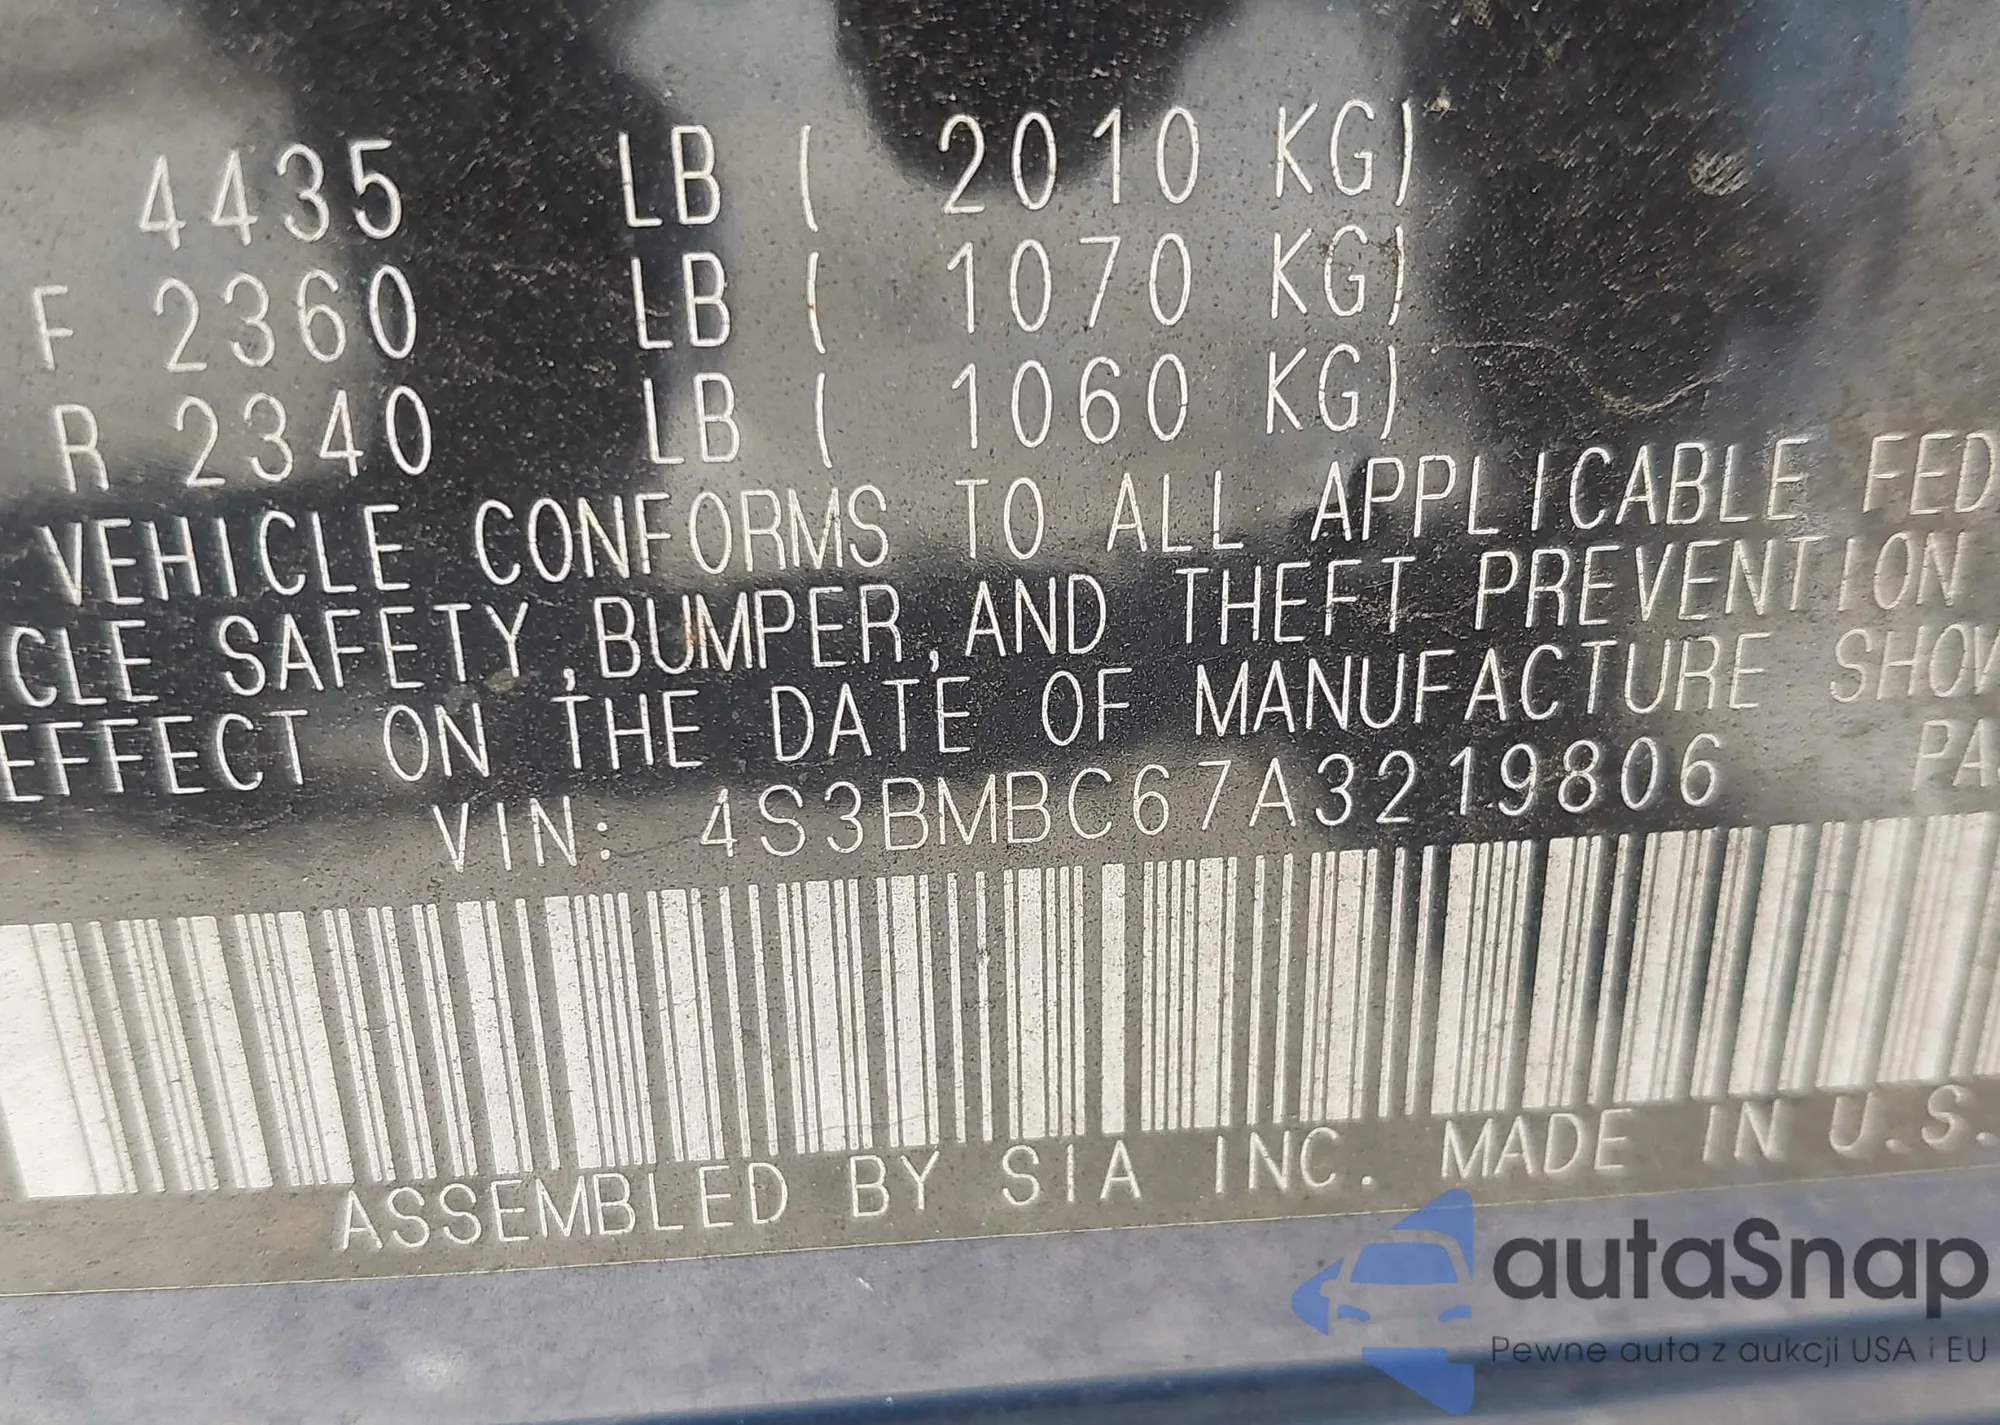 4435 LB ( 2010 KG)
F 2360 LB ( 1070 KG)
R 2340 LB ( 1060 KG)
VEHICLE CONFORMS TO ALL APPLICABLE FED
CLE SAFETY,BUMPER,AND THEFT PREVENTION
EFFECT ON THE DATE OF MANUFACTURE SHOW
VIN: 4S3BMBC67A3219806 PAS
ASSEMBLED BY SIA INC. MADE IN U.S.
autaSnap
Pewne auta z aukcji USA i EU